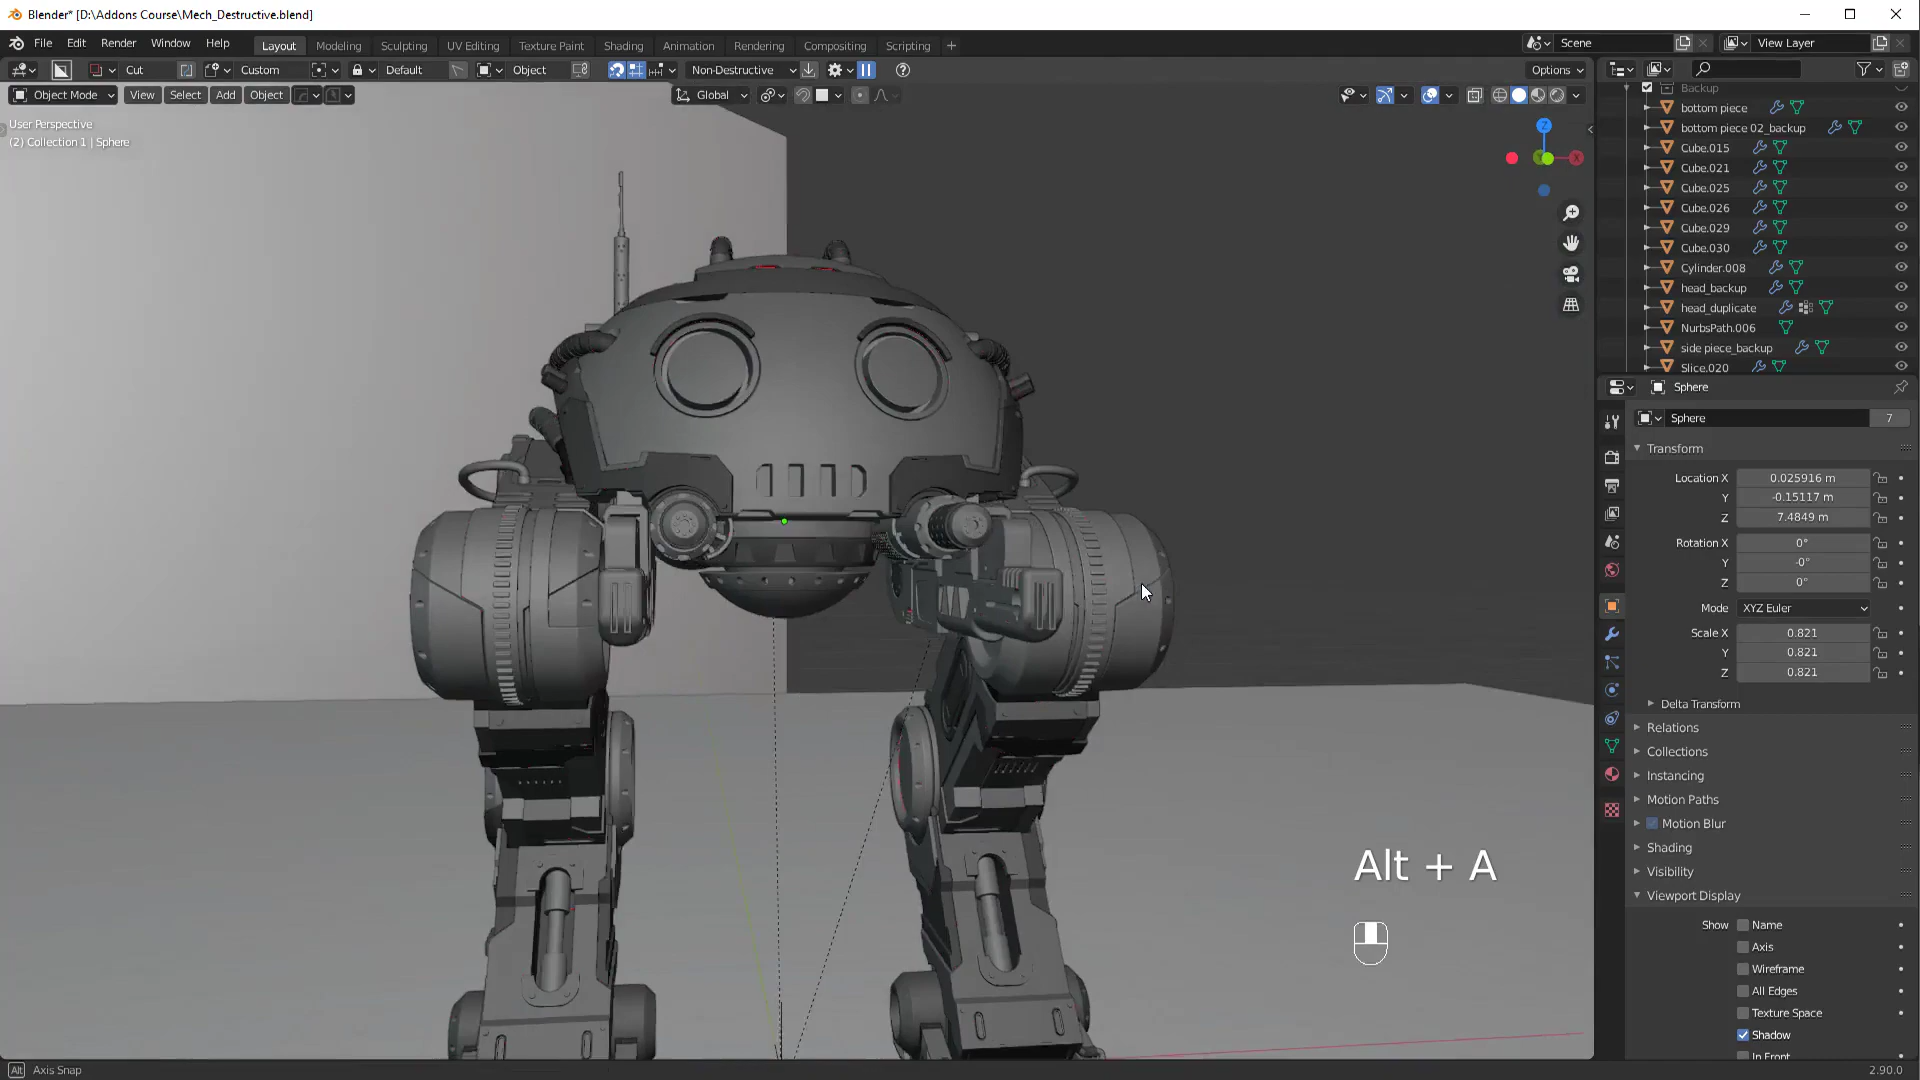 Blender* [D:\Addons Course\Mech_Destructive.blend]
File Edit Render Window Help Layout Modeling Sculpting UV Editing Texture Paint Shading Animation Rendering Compositing Scripting + Scene View Layer
Cut Custom Default Object Non-Destructive Options
Object Mode View Select Add Object Global
User Perspective
(2) Collection 1 | Sphere
Z
X
Backup
bottom piece
bottom piece 02_backup
Cube.015
Cube.021
Cube.025
Cube.026
Cube.029
Cube.030
Cylinder.008
head_backup
head_duplicate
NurbsPath.006
side piece_backup
Slice.020
Sphere
Sphere 7
Transform
Location X 0.025916 m
Y -0.15117 m
Z 7.4849 m
Rotation X 0°
Y -0°
Z 0°
Mode XYZ Euler
Scale X 0.821
Y 0.821
Z 0.821
Delta Transform
Relations
Collections
Instancing
Motion Paths
Motion Blur
Shading
Visibility
Viewport Display
Show Name
Axis
Wireframe
All Edges
Texture Space
Shadow
In Front
Alt + A
Alt Axis Snap
2.90.0